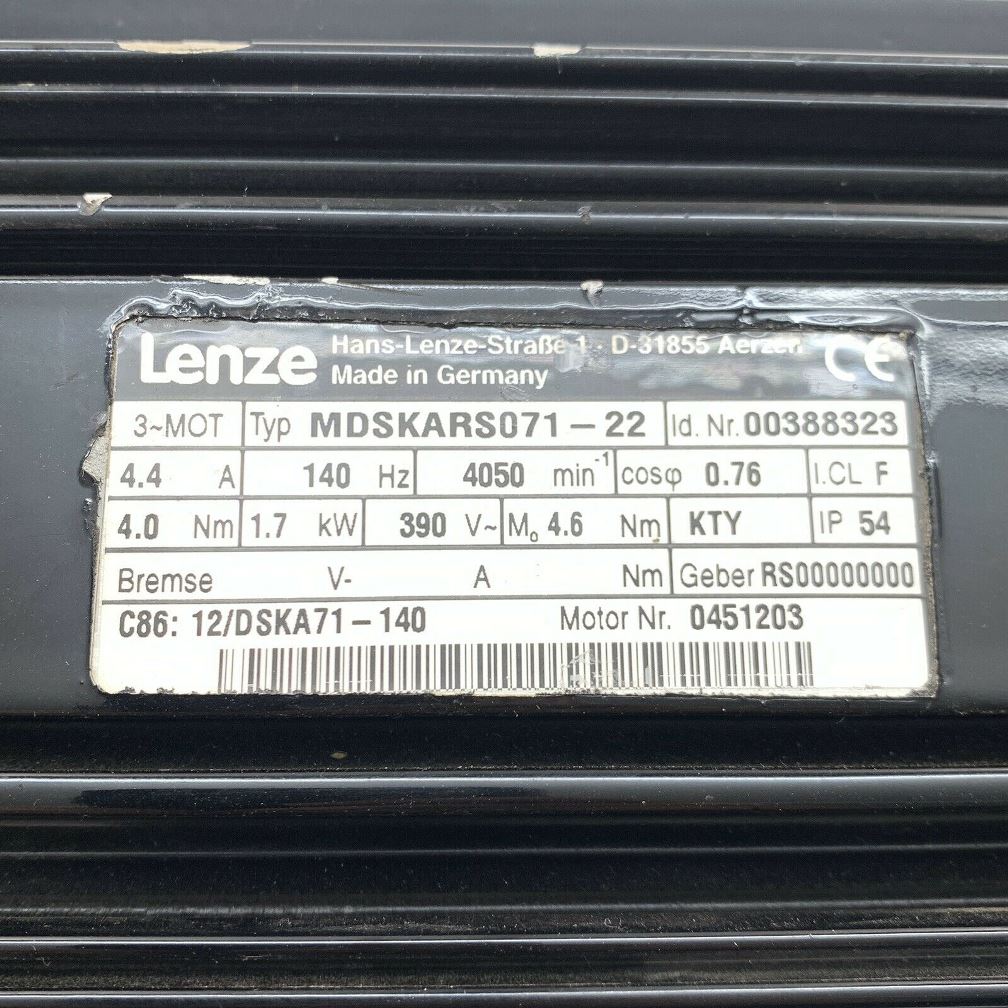 Lenze Hans-Lenze-Straße 1 · D-31855 Aerzen CE
Made in Germany
3~MOT Typ MDSKARS071-22 Id. Nr. 00388323
4.4 A 140 Hz 4050 min⁻¹ cosφ 0.76 I.CL F
4.0 Nm 1.7 kW 390 V~ M₀ 4.6 Nm KTY IP 54
Bremse V- A Nm Geber RS00000000
C86: 12/DSKA71-140 Motor Nr. 0451203